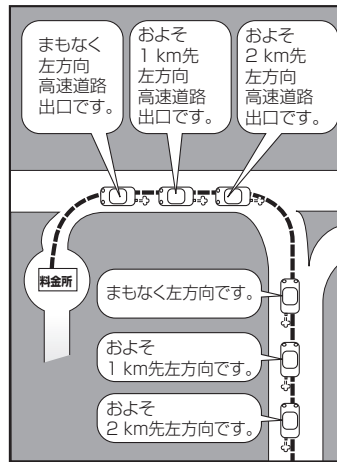 まもなく
左方向
高速道路
出口です。
およそ
1 km先
左方向
高速道路
出口です。
およそ
2 km先
左方向
高速道路
出口です。
料金所
まもなく左方向です。
およそ
1 km先左方向です。
およそ
2 km先左方向です。